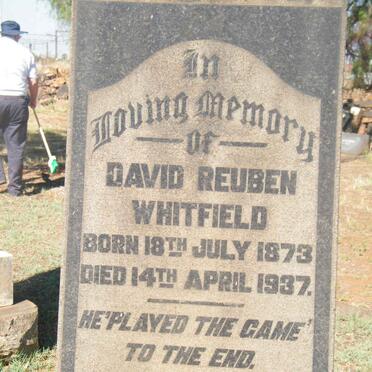 In
Loving Memory
OF
DAVID REUBEN
WHITFIELD
BORN 18TH JULY 1873
DIED 14TH APRIL 1937.
HE 'PLAYED THE GAME'
TO THE END.